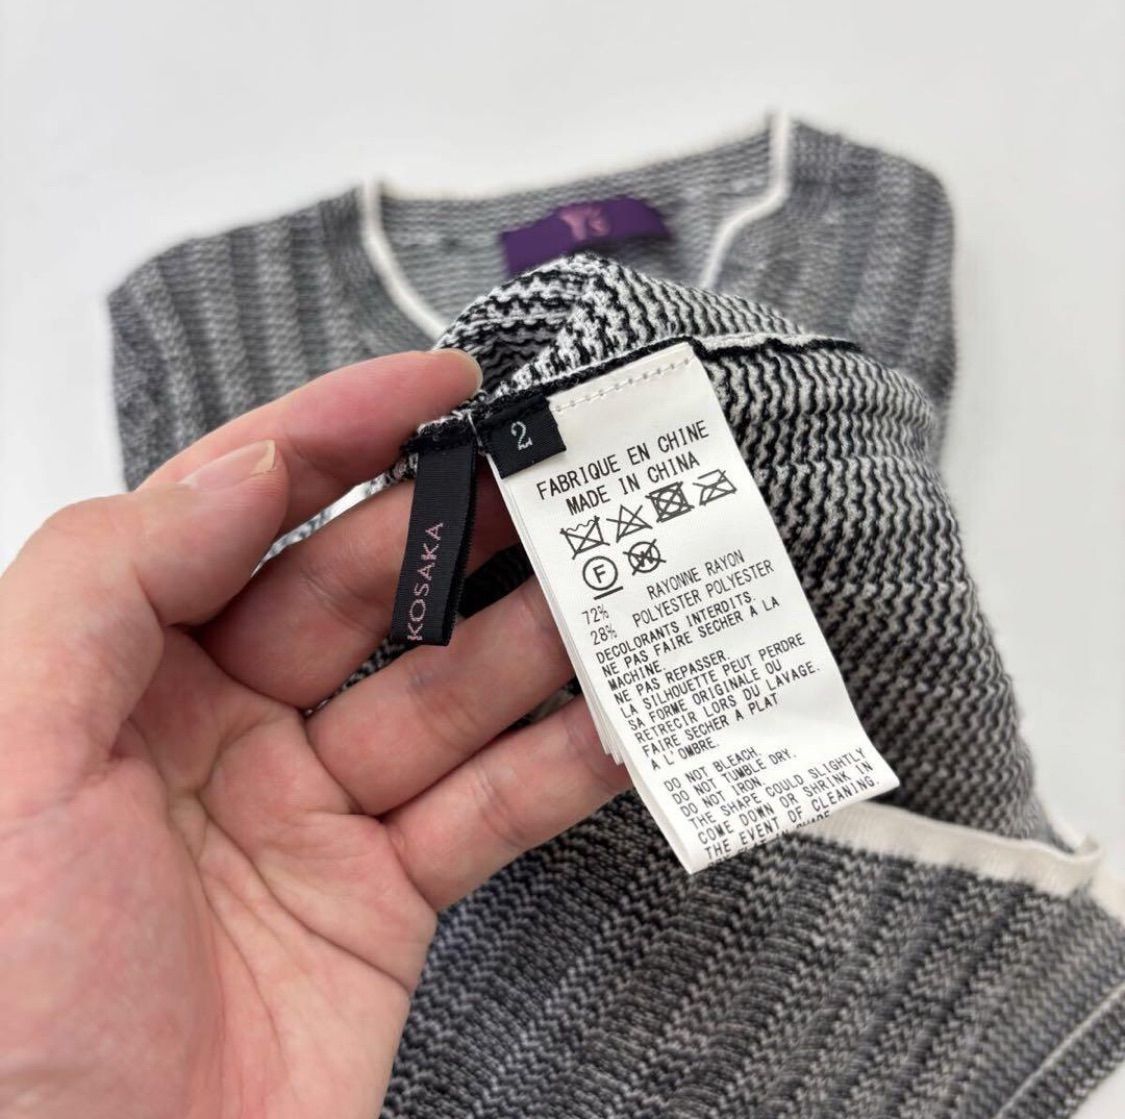 KOSAKA
2
FABRIQUE EN CHINE
MADE IN CHINA
F
W
72% RAYONNE RAYON
28% POLYESTER POLYESTER
DECOLORANTS INTERDITS.
NE PAS FAIRE SECHER A LA
MACHINE.
NE PAS REPASSER.
LA SILHOUETTE PEUT PERDRE
SA FORME ORIGINALE OU
RETRECIR LORS DU LAVAGE.
FAIRE SECHER A PLAT
A L'OMBRE.
DO NOT BLEACH.
DO NOT TUMBLE DRY.
DO NOT IRON.
THE SHAPE COULD SLIGHTLY
COME DOWN OR SHRINK IN
THE EVENT OF CLEANING.